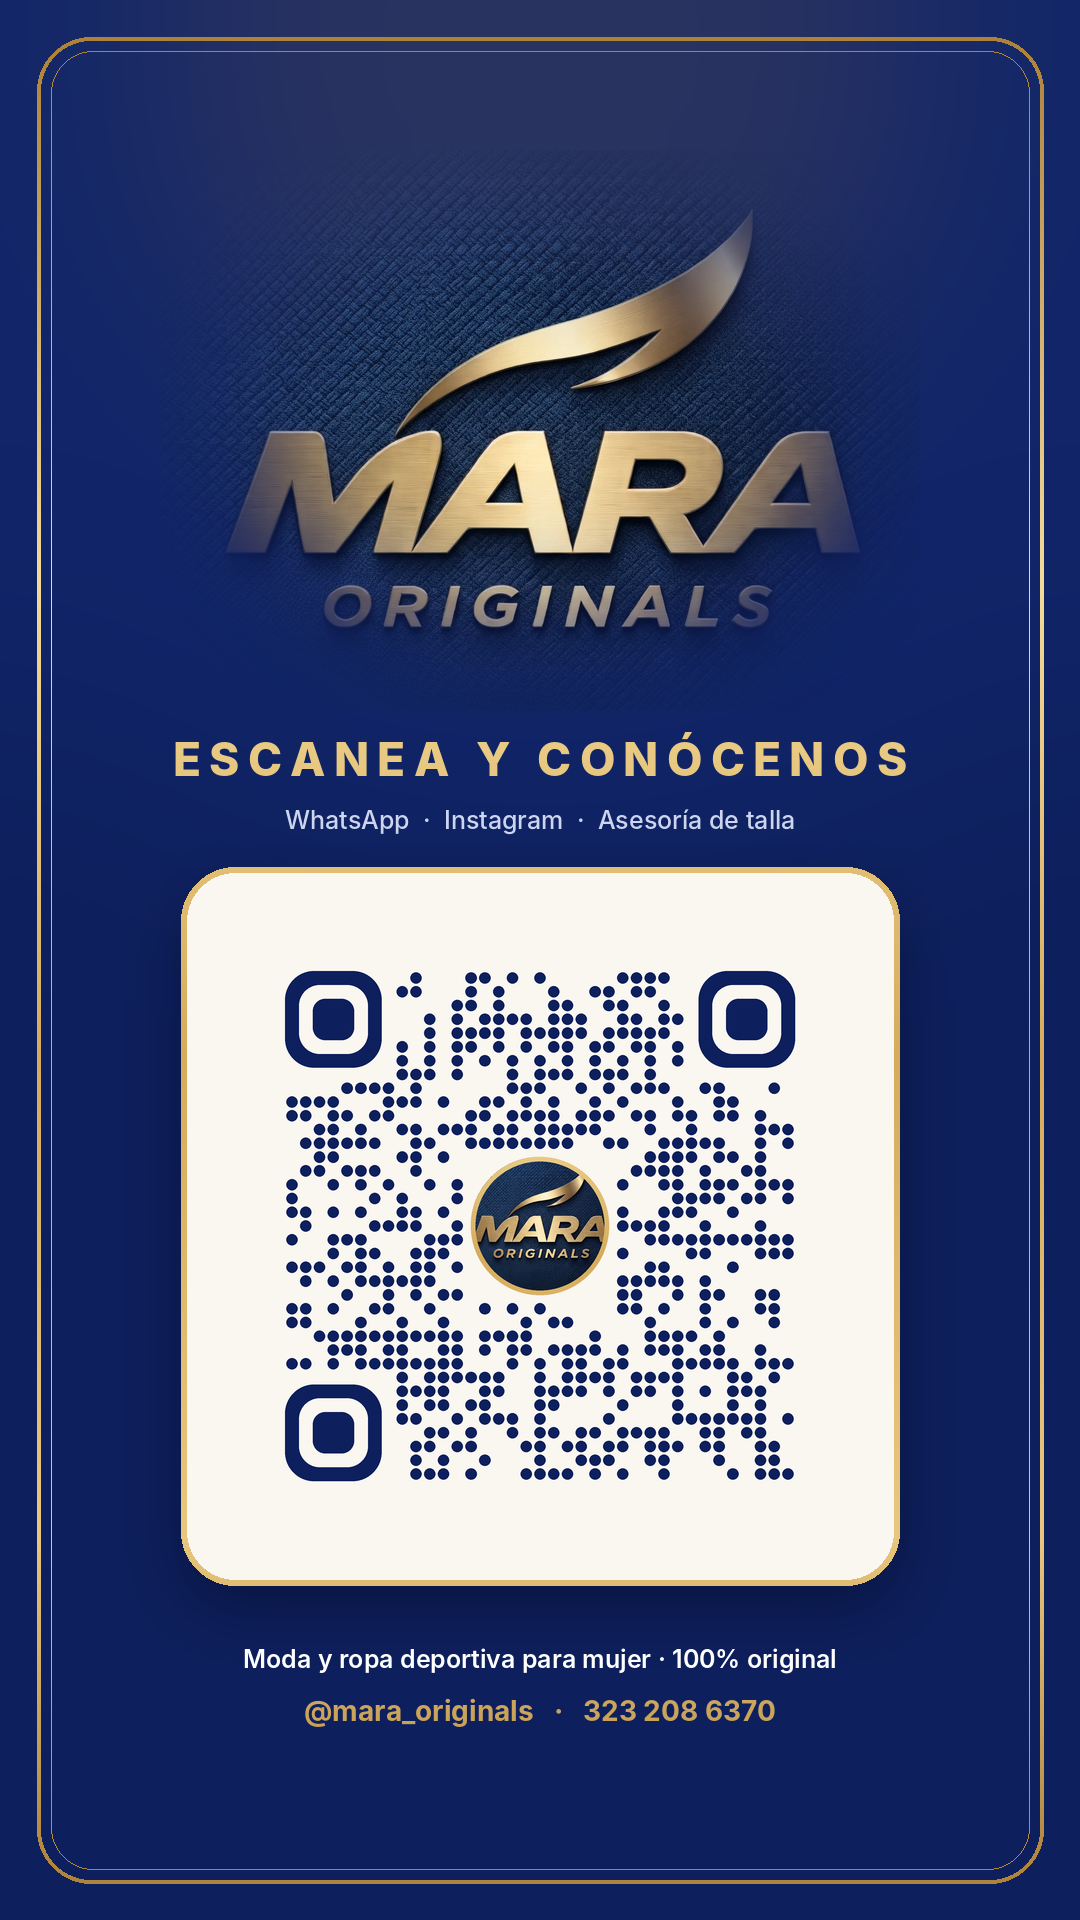 MARA
ORIGINALS
ESCANEA Y CONÓCENOS
WhatsApp · Instagram · Asesoría de talla
MARA
ORIGINALS
Moda y ropa deportiva para mujer · 100% original
@mara_originals · 323 208 6370